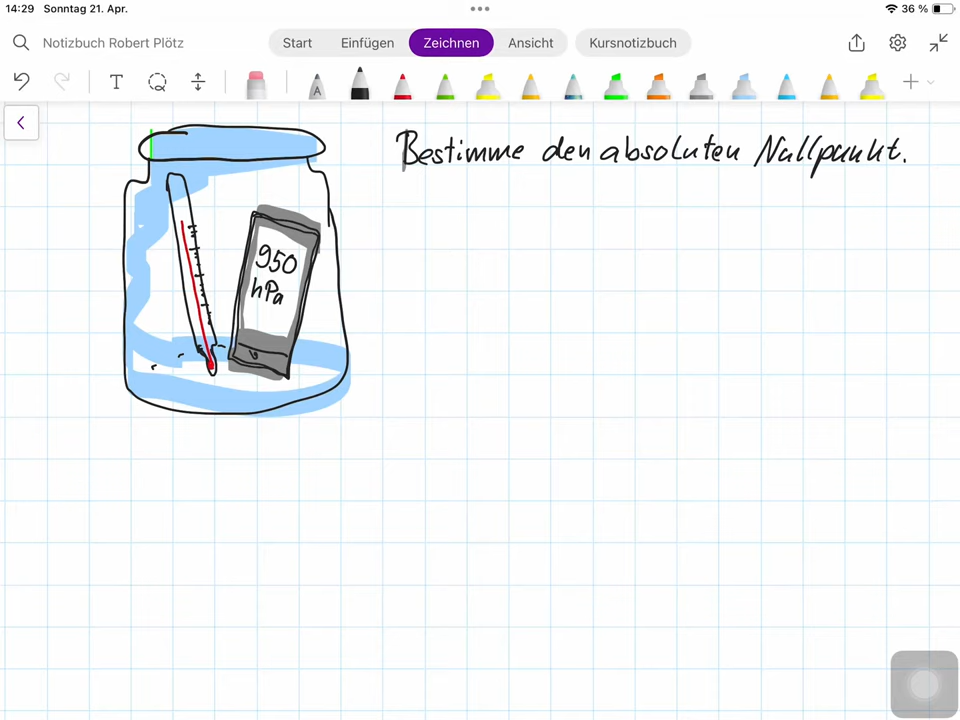 14:29 Sonntag 21. Apr. 36 %
Notizbuch Robert Plötz Start Einfügen Zeichnen Ansicht Kursnotizbuch
T A
Bestimme den absoluten Nullpunkt.
950
hPa